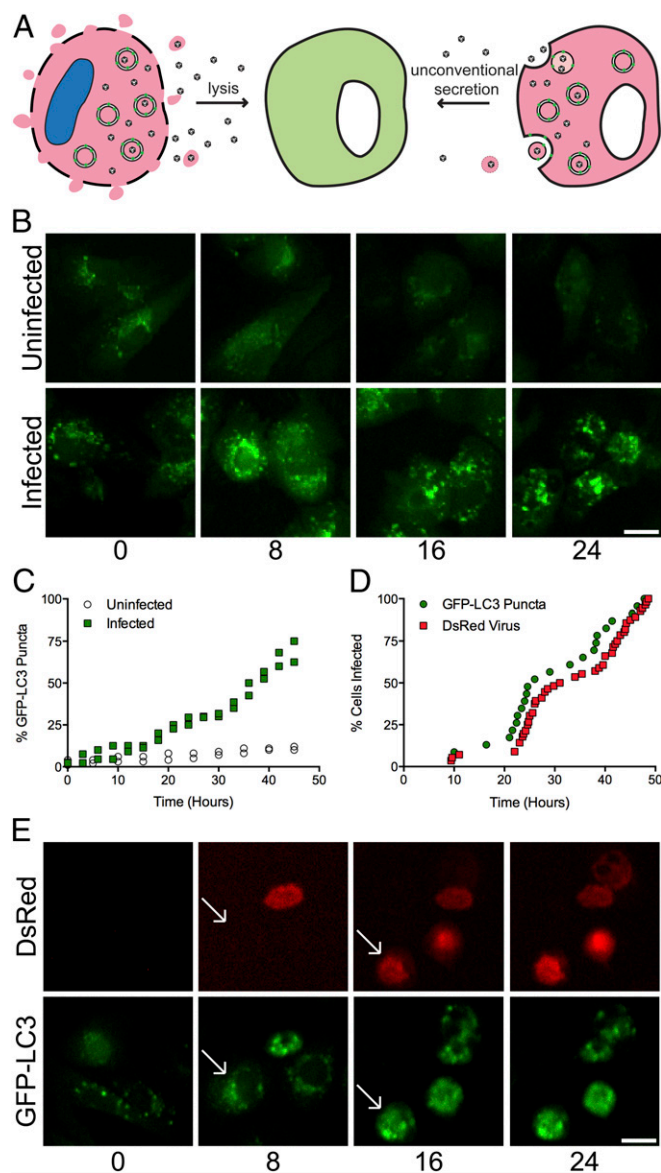 A
lysis
unconventional
secretion
B
Uninfected
Infected
0 8 16 24
C
Uninfected
Infected
% GFP-LC3 Puncta
100
75
50
25
0
0 10 20 30 40 50
Time (Hours)
D
GFP-LC3 Puncta
DsRed Virus
% Cells Infected
100
75
50
25
0
0 10 20 30 40 50
Time (Hours)
E
DsRed
GFP-LC3
0 8 16 24